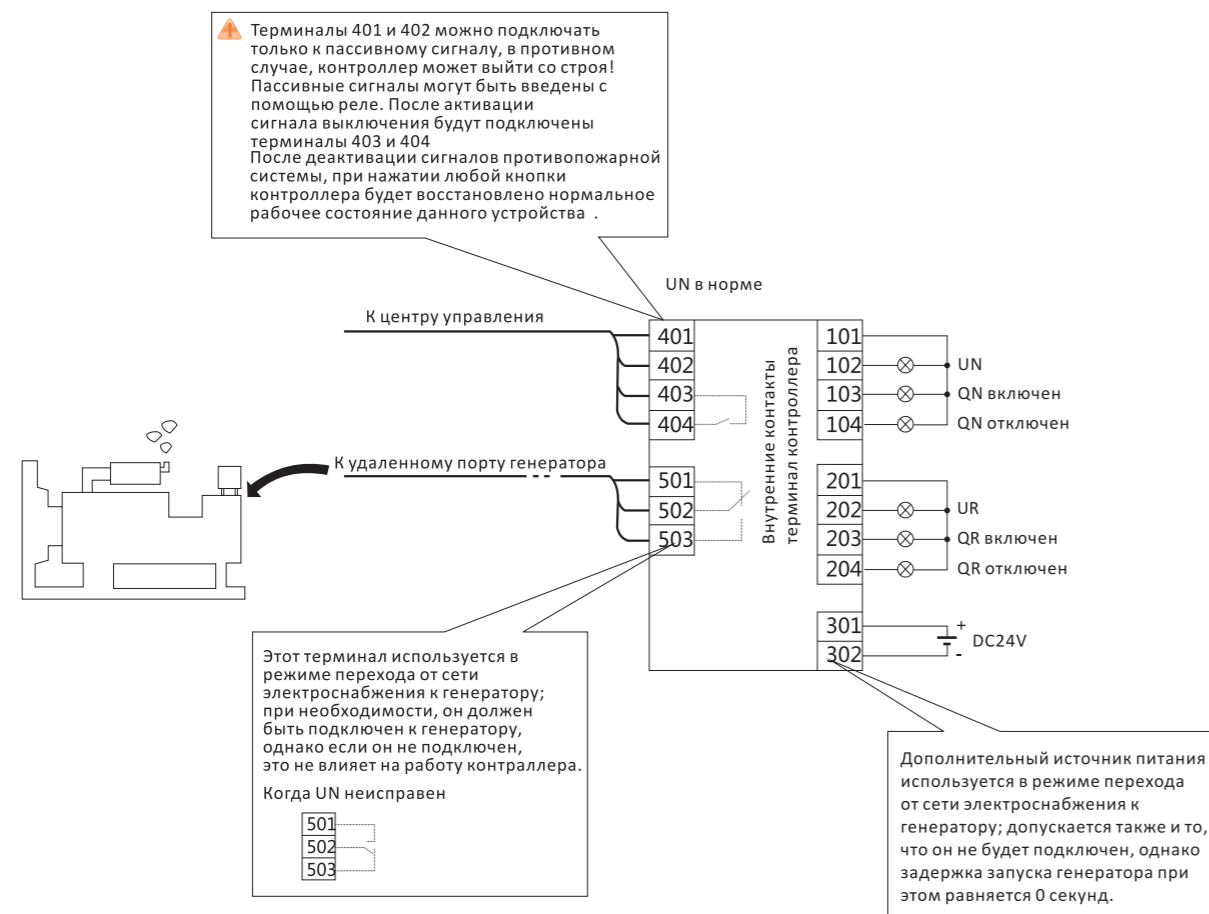 Терминалы 401 и 402 можно подключать
только к пассивному сигналу, в противном
случае, контроллер может выйти со строя!
Пассивные сигналы могут быть введены с
помощью реле. После активации
сигнала выключения будут подключены
терминалы 403 и 404
После деактивации сигналов противопожарной
системы, при нажатии любой кнопки
контроллера будет восстановлено нормальное
рабочее состояние данного устройства .
UN в норме
К центру управления
401
402
403
404
К удаленному порту генератора
501
502
503
Внутренние контакты
терминал контроллера
101
102 UN
103 QN включен
104 QN отключен
201
202 UR
203 QR включен
204 QR отключен
301 +
DC24V
302 -
Этот терминал используется в
режиме перехода от сети
электроснабжения к генератору;
при необходимости, он должен
быть подключен к генератору,
однако если он не подключен,
это не влияет на работу контраллера.
Когда UN неисправен
501
502
503
Дополнительный источник питания
используется в режиме перехода
от сети электроснабжения к
генератору; допускается также и то,
что он не будет подключен, однако
задержка запуска генератора при
этом равняется 0 секунд.